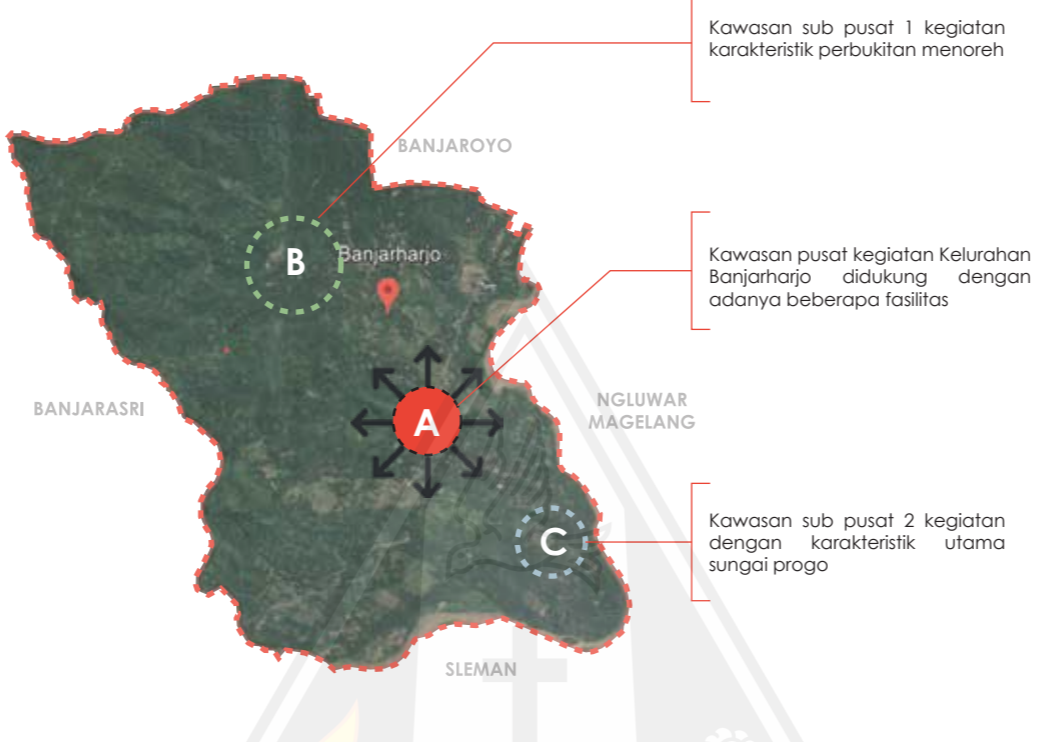 Kawasan sub pusat 1 kegiatan
karakteristik perbukitan menoreh
BANJAROYO
B
Banjarharjo
Kawasan pusat kegiatan Kelurahan
Banjarharjo didukung dengan
adanya beberapa fasilitas
BANJARASRI
A
NGLUWAR
MAGELANG
Kawasan sub pusat 2 kegiatan
dengan karakteristik utama
sungai progo
C
SLEMAN